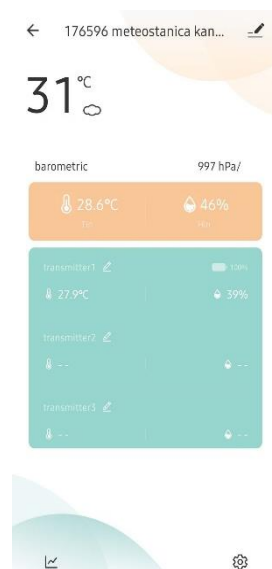 176596 meteostanica kan...
31°C
barometric 997 hPa/
28.6°C 46%
transmitter1 100%
27.9°C 39%
transmitter2
-- --
transmitter3
-- --